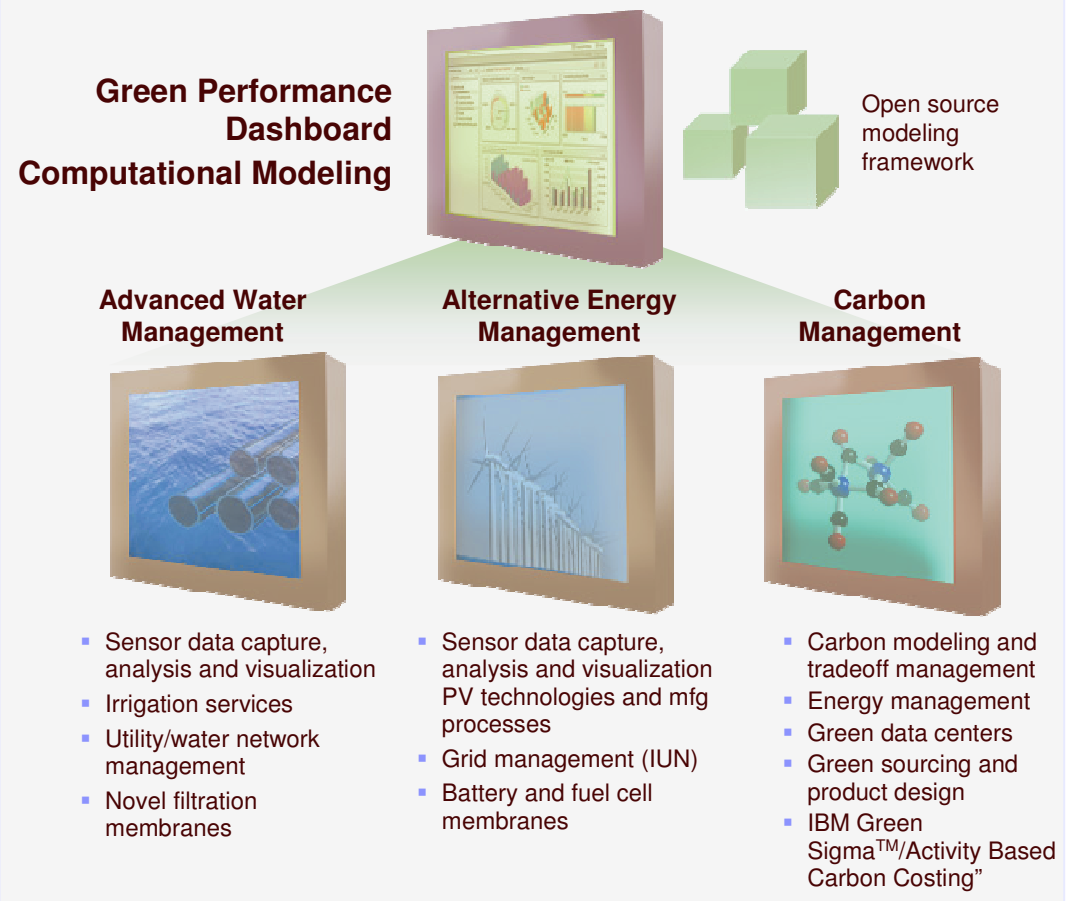 Green Performance
Dashboard
Computational Modeling
Open source
modeling
framework
Advanced Water
Management
Alternative Energy
Management
Carbon
Management
▪ Sensor data capture,
analysis and visualization
▪ Irrigation services
▪ Utility/water network
management
▪ Novel filtration
membranes
▪ Sensor data capture,
analysis and visualization
PV technologies and mfg
processes
▪ Grid management (IUN)
▪ Battery and fuel cell
membranes
▪ Carbon modeling and
tradeoff management
▪ Energy management
▪ Green data centers
▪ Green sourcing and
product design
▪ IBM Green
Sigma™/Activity Based
Carbon Costing”